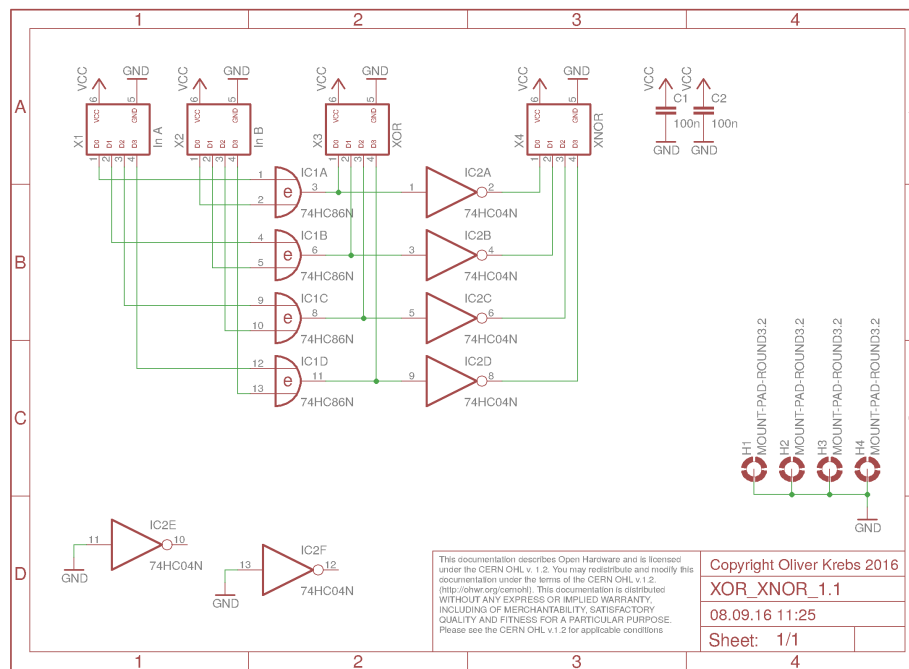 1 2 3 4
A
B
C
D
VCC GND VCC GND VCC GND VCC GND VCC VCC
6 5 6 5 6 5 6 5
VCC GND VCC GND VCC GND VCC GND
C1 C2
100n 100n
GND GND
X1 In A X2 In B X3 XOR X4 XNOR
D0 D1 D2 D3 D0 D1 D2 D3 D0 D1 D2 D3 D0 D1 D2 D3
1 2 3 4 1 2 3 4 1 2 3 4 1 2 3 4
IC1A IC2A
1 2 e 3 1 2
74HC86N 74HC04N
IC1B IC2B
4 5 e 6 3 4
74HC86N 74HC04N
IC1C IC2C
9 10 e 8 5 6
74HC86N 74HC04N
IC1D IC2D
12 13 e 11 9 8
74HC86N 74HC04N
H1 MOUNT-PAD-ROUND3.2
H2 MOUNT-PAD-ROUND3.2
H3 MOUNT-PAD-ROUND3.2
H4 MOUNT-PAD-ROUND3.2
GND
IC2E
11 10
74HC04N
GND
IC2F
13 12
74HC04N
GND
This documentation describes Open Hardware and is licensed
under the CERN OHL v. 1.2. You may redistribute and modify this
documentation under the terms of the CERN OHL v.1.2.
(http://ohwr.org/cernohl). This documentation is distributed
WITHOUT ANY EXPRESS OR IMPLIED WARRANTY,
INCLUDING OF MERCHANTABILITY, SATISFACTORY
QUALITY AND FITNESS FOR A PARTICULAR PURPOSE.
Please see the CERN OHL v.1.2 for applicable conditions
Copyright Oliver Krebs 2016
XOR_XNOR_1.1
08.09.16 11:25
Sheet: 1/1
1 2 3 4